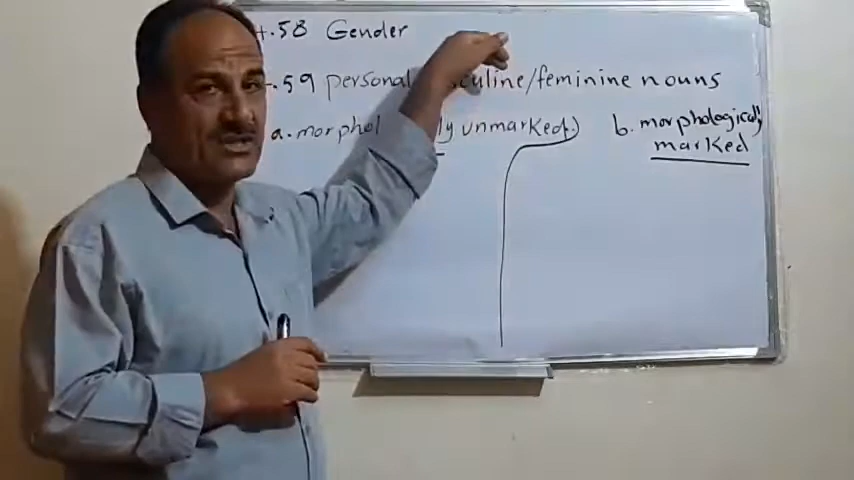 4.58 Gender
4.59 personal masculine/feminine nouns
a. morphologically unmarked) b. morphologically
marked